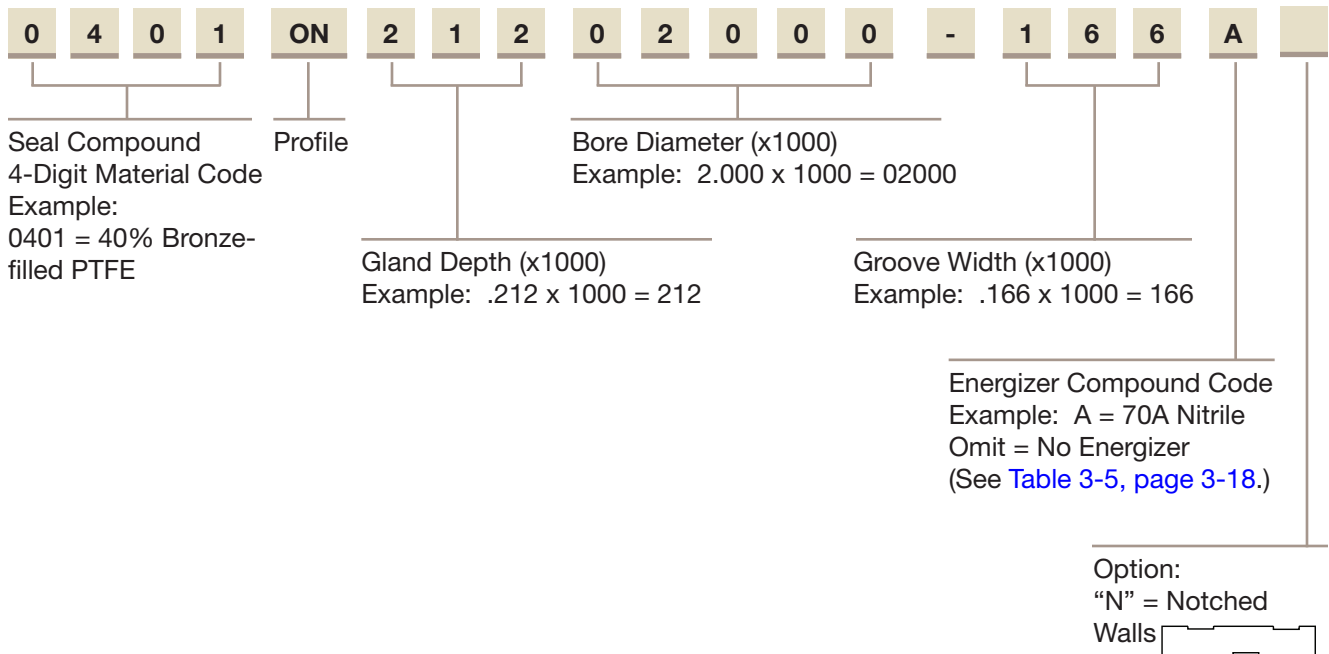 0 4 0 1 ON 2 1 2 0 2 0 0 0 - 1 6 6 A
Seal Compound
4-Digit Material Code
Example:
0401 = 40% Bronze-
filled PTFE
Profile
Gland Depth (x1000)
Example: .212 x 1000 = 212
Bore Diameter (x1000)
Example: 2.000 x 1000 = 02000
Groove Width (x1000)
Example: .166 x 1000 = 166
Energizer Compound Code
Example: A = 70A Nitrile
Omit = No Energizer
(See Table 3-5, page 3-18.)
Option:
“N” = Notched
Walls